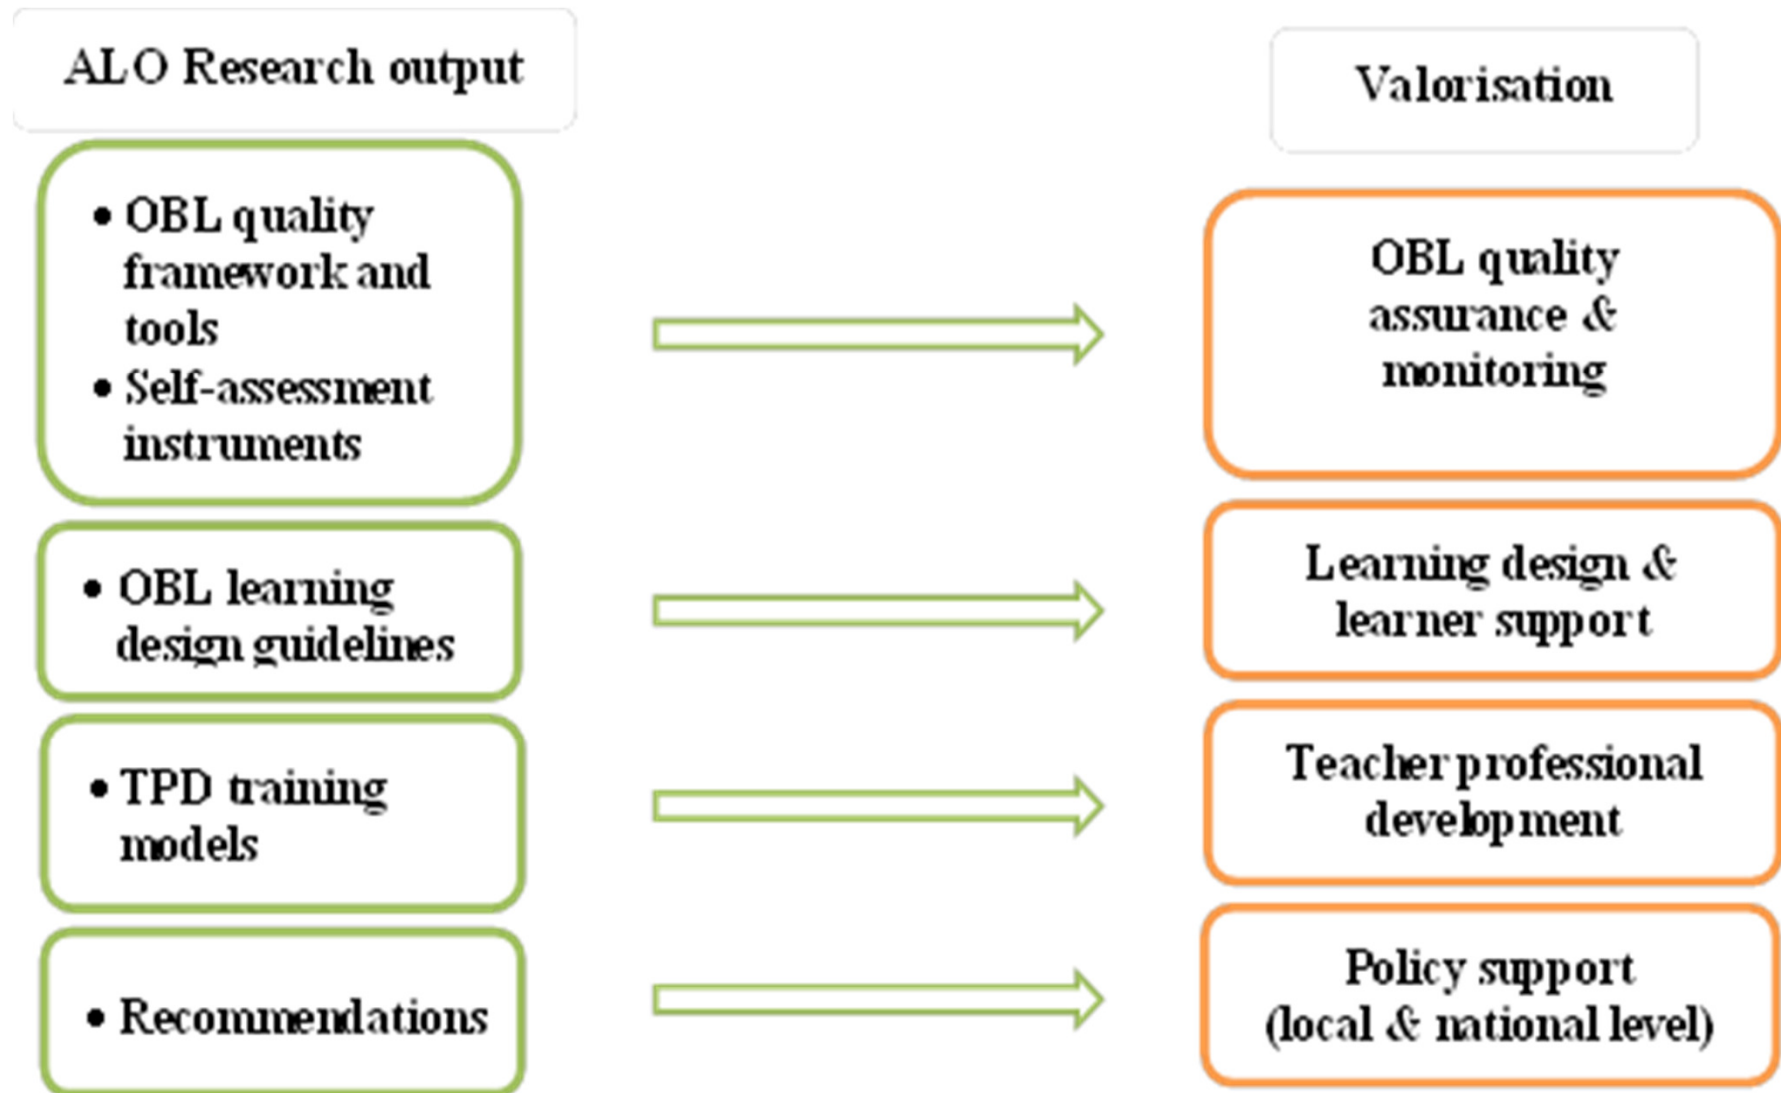 ALO Research output
• OBL quality
framework and
tools
• Self-assessment
instruments
• OBL learning
design guidelines
• TPD training
models
• Recommendations
Valorisation
OBL quality
assurance &
monitoring
Learning design &
learner support
Teacher professional
development
Policy support
(local & national level)